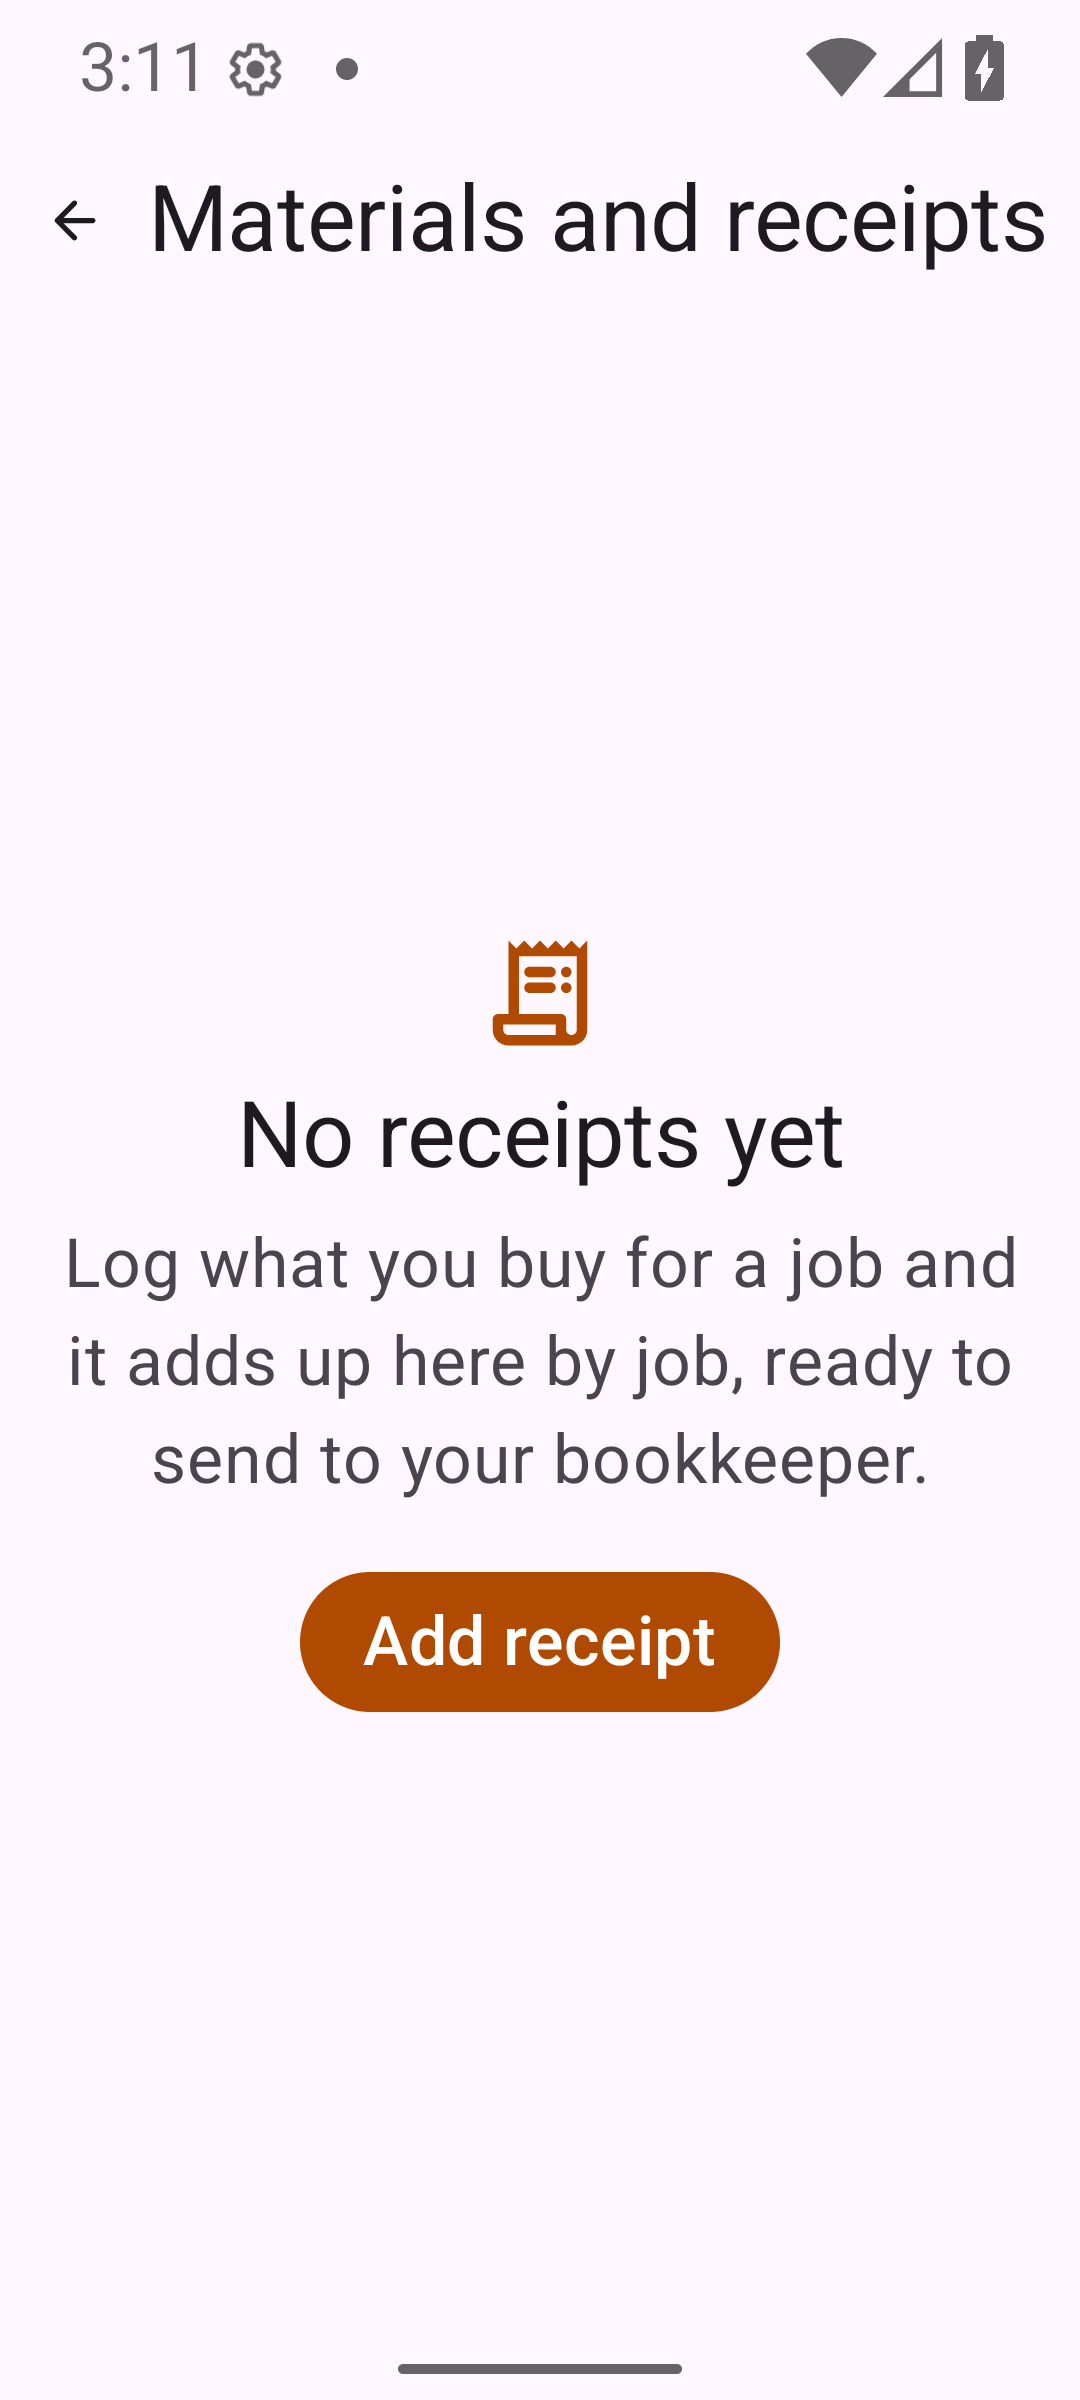 3:11
Materials and receipts
No receipts yet
Log what you buy for a job and
it adds up here by job, ready to
send to your bookkeeper.
Add receipt